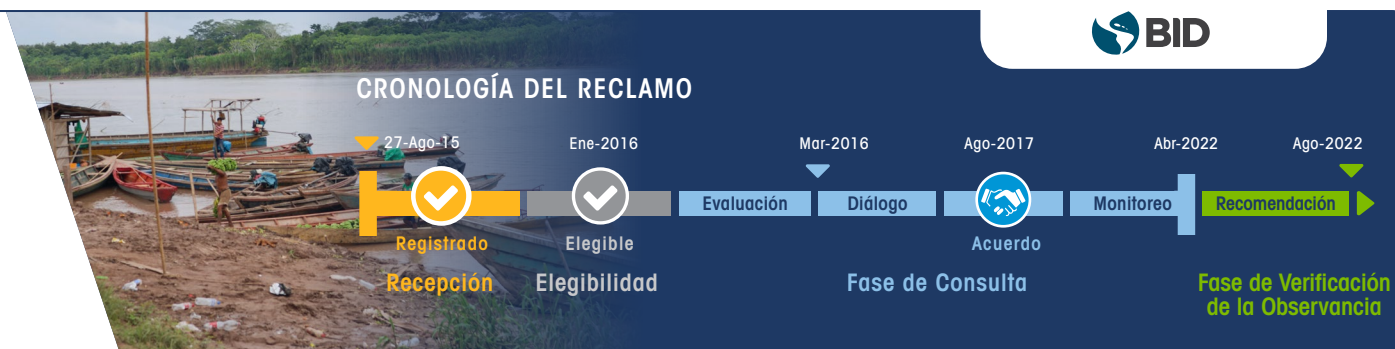 BID
CRONOLOGÍA DEL RECLAMO
27-Ago-15
Ene-2016
Mar-2016
Ago-2017
Abr-2022
Ago-2022
Evaluación
Diálogo
Monitoreo
Recomendación
Registrado
Elegible
Acuerdo
Recepción
Elegibilidad
Fase de Consulta
Fase de Verificación
de la Observancia